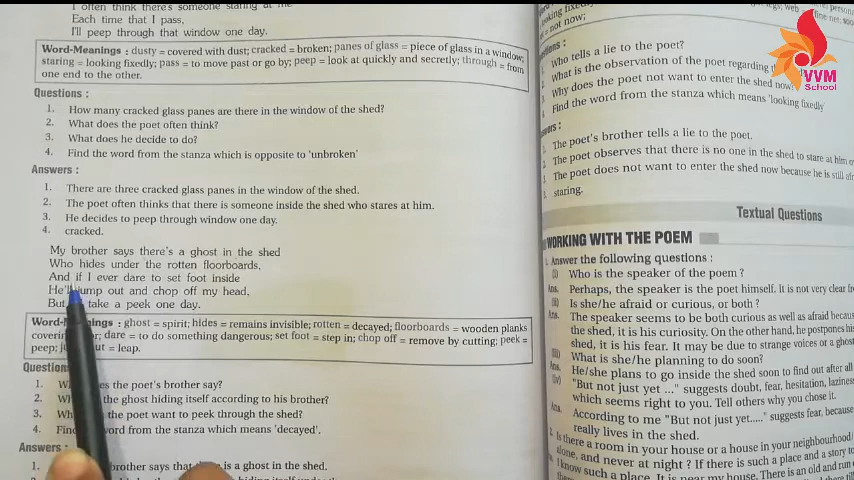 I often think there's someone staring at me
Each time that I pass,
I'll peep through that window one day.
Word-Meanings : dusty = covered with dust; cracked = broken; panes of glass = piece of glass in a window;
staring = looking fixedly; pass = to move past or go by; peep = look at quickly and secretly; through = from
one end to the other.
Questions :
1. How many cracked glass panes are there in the window of the shed?
2. What does the poet often think?
3. What does he decide to do?
4. Find the word from the stanza which is opposite to 'unbroken'
Answers :
1. There are three cracked glass panes in the window of the shed.
2. The poet often thinks that there is someone inside the shed who stares at him.
3. He decides to peep through window one day.
4. cracked.
My brother says there's a ghost in the shed
Who hides under the rotten floorboards,
And if I ever dare to set foot inside
He'll jump out and chop off my head,
But take a peek one day.
Word-Meanings : ghost = spirit; hides = remains invisible; rotten = decayed; floorboards = wooden planks
dare = to do something dangerous; set foot = step in; chop off = remove by cutting; peek =
peep; = leap.
Questions
1. the poet's brother say?
2. the ghost hiding itself according to his brother?
3. the poet want to peek through the shed?
4. word from the stanza which means 'decayed'.
Answers :
1. brother says that is a ghost in the shed.
looking fixedly
not now;
1. Who tells a lie to the poet?
2. What is the observation of the poet regarding
3. Why does the poet not want to enter the shed now
4. Find the word from the stanza which means 'looking fixedly'
1. The poet's brother tells a lie to the poet.
2. The poet observes that there is no one in the shed to stare at him
3. The poet does not want to enter the shed now because he is still
4. staring.
Textual Questions
WORKING WITH THE POEM
Answer the following questions :
(i) Who is the speaker of the poem?
Ans. Perhaps, the speaker is the poet himself. It is not very clear
(ii) Is she/he afraid or curious, or both ?
Ans. The speaker seems to be both curious as well as afraid
the shed, it is his curiosity. On the other hand, he postpones
shed, it is his fear. It may be due to strange voices or a
(iii) What is she/he planning to do soon?
Ans. He/she plans to go inside the shed soon to find out after all
(iv) "But not just yet ..." suggests doubt, fear, hesitation, laziness
which seems right to you. Tell others why you chose it.
Ans. According to me "But not just yet....." suggests fear, because
really lives in the shed.
2. Is there a room in your house or a house in your neighbourhood/
alone, and never at night ? If there is such a place and a story
I know such a place. It is near my house. There is an old and
VVM
School